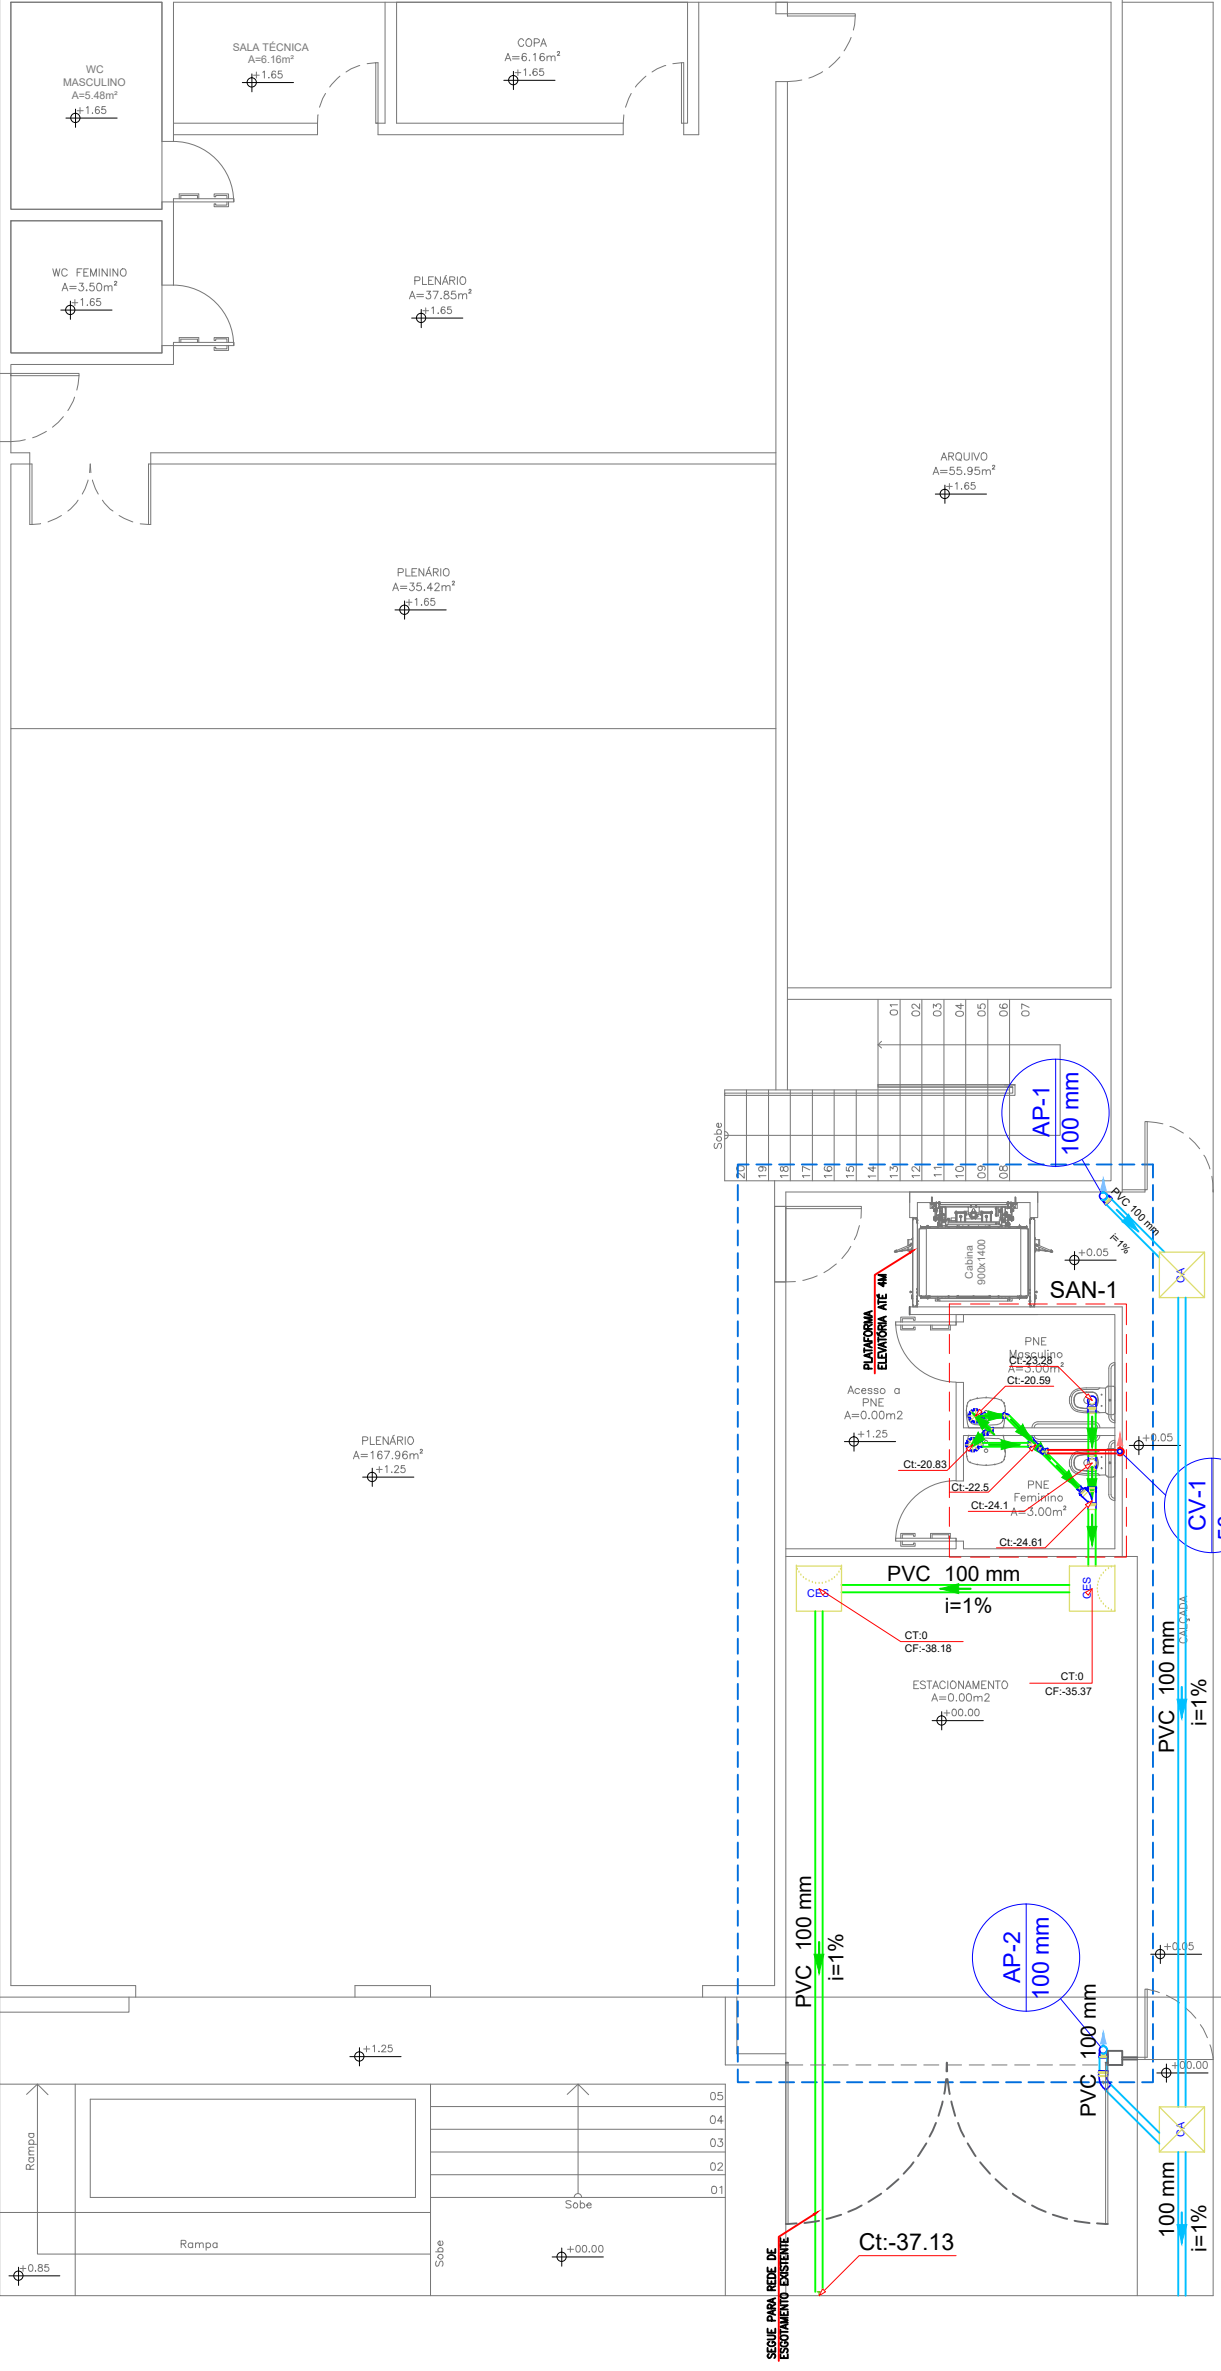 WC
MASCULINO
A=5.48m²
+1.65
SALA TÉCNICA
A=6.16m²
+1.65
COPA
A=6.16m²
+1.65
WC FEMININO
A=3.50m²
+1.65
PLENÁRIO
A=37.85m²
+1.65
ARQUIVO
A=55.95m²
+1.65
PLENÁRIO
A=35.42m²
+1.65
01
02
03
04
05
06
07
Sobe
20
19
18
17
16
15
14
13
12
11
10
09
08
AP-1
100 mm
PVC 100 mm
i=1%
CA
Cabina
900x1400
+0.05
PLATAFORMA
ELEVATÓRIA ATÉ 4M
SAN-1
PNE
Masculino
A=3.00m²
Ct:-23.28
Ct:-20.59
Acesso a
PNE
A=0.00m2
+1.25
+0.05
PLENÁRIO
A=167.96m²
+1.25
Ct:-20.83
Ct:-22.5
PNE
Feminino
A=3.00m²
Ct:-24.1
Ct:-24.61
CV-1
PVC 100 mm
i=1%
CES
CES
CT:0
CF:-38.18
CT:0
CF:-35.37
CALÇADA
ESTACIONAMENTO
A=0.00m2
+00.00
PVC 100 mm
i=1%
PVC 100 mm
i=1%
AP-2
100 mm
+0.05
PVC 100 mm
+1.25
+00.00
CA
05
04
03
02
01
Sobe
Rampa
Rampa
Sobe
+00.00
+0.85
100 mm
i=1%
Ct:-37.13
SEGUE PARA REDE DE
ESGOTAMENTO EXISTENTE